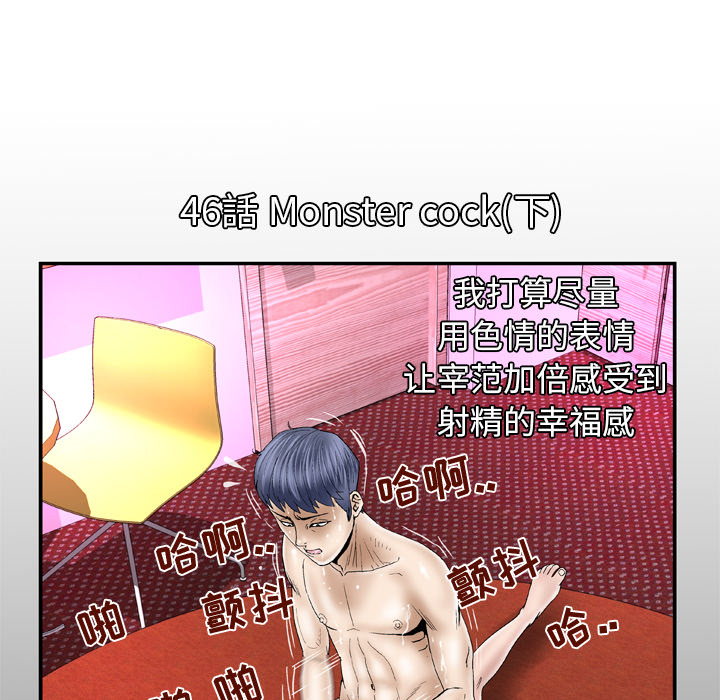 46話 Monster cock(下)
我打算尽量
用色情的表情
让宰范加倍感受到
射精的幸福感
哈啊..
哈啊..
颤抖
颤抖
啪
哈..
啪
啪